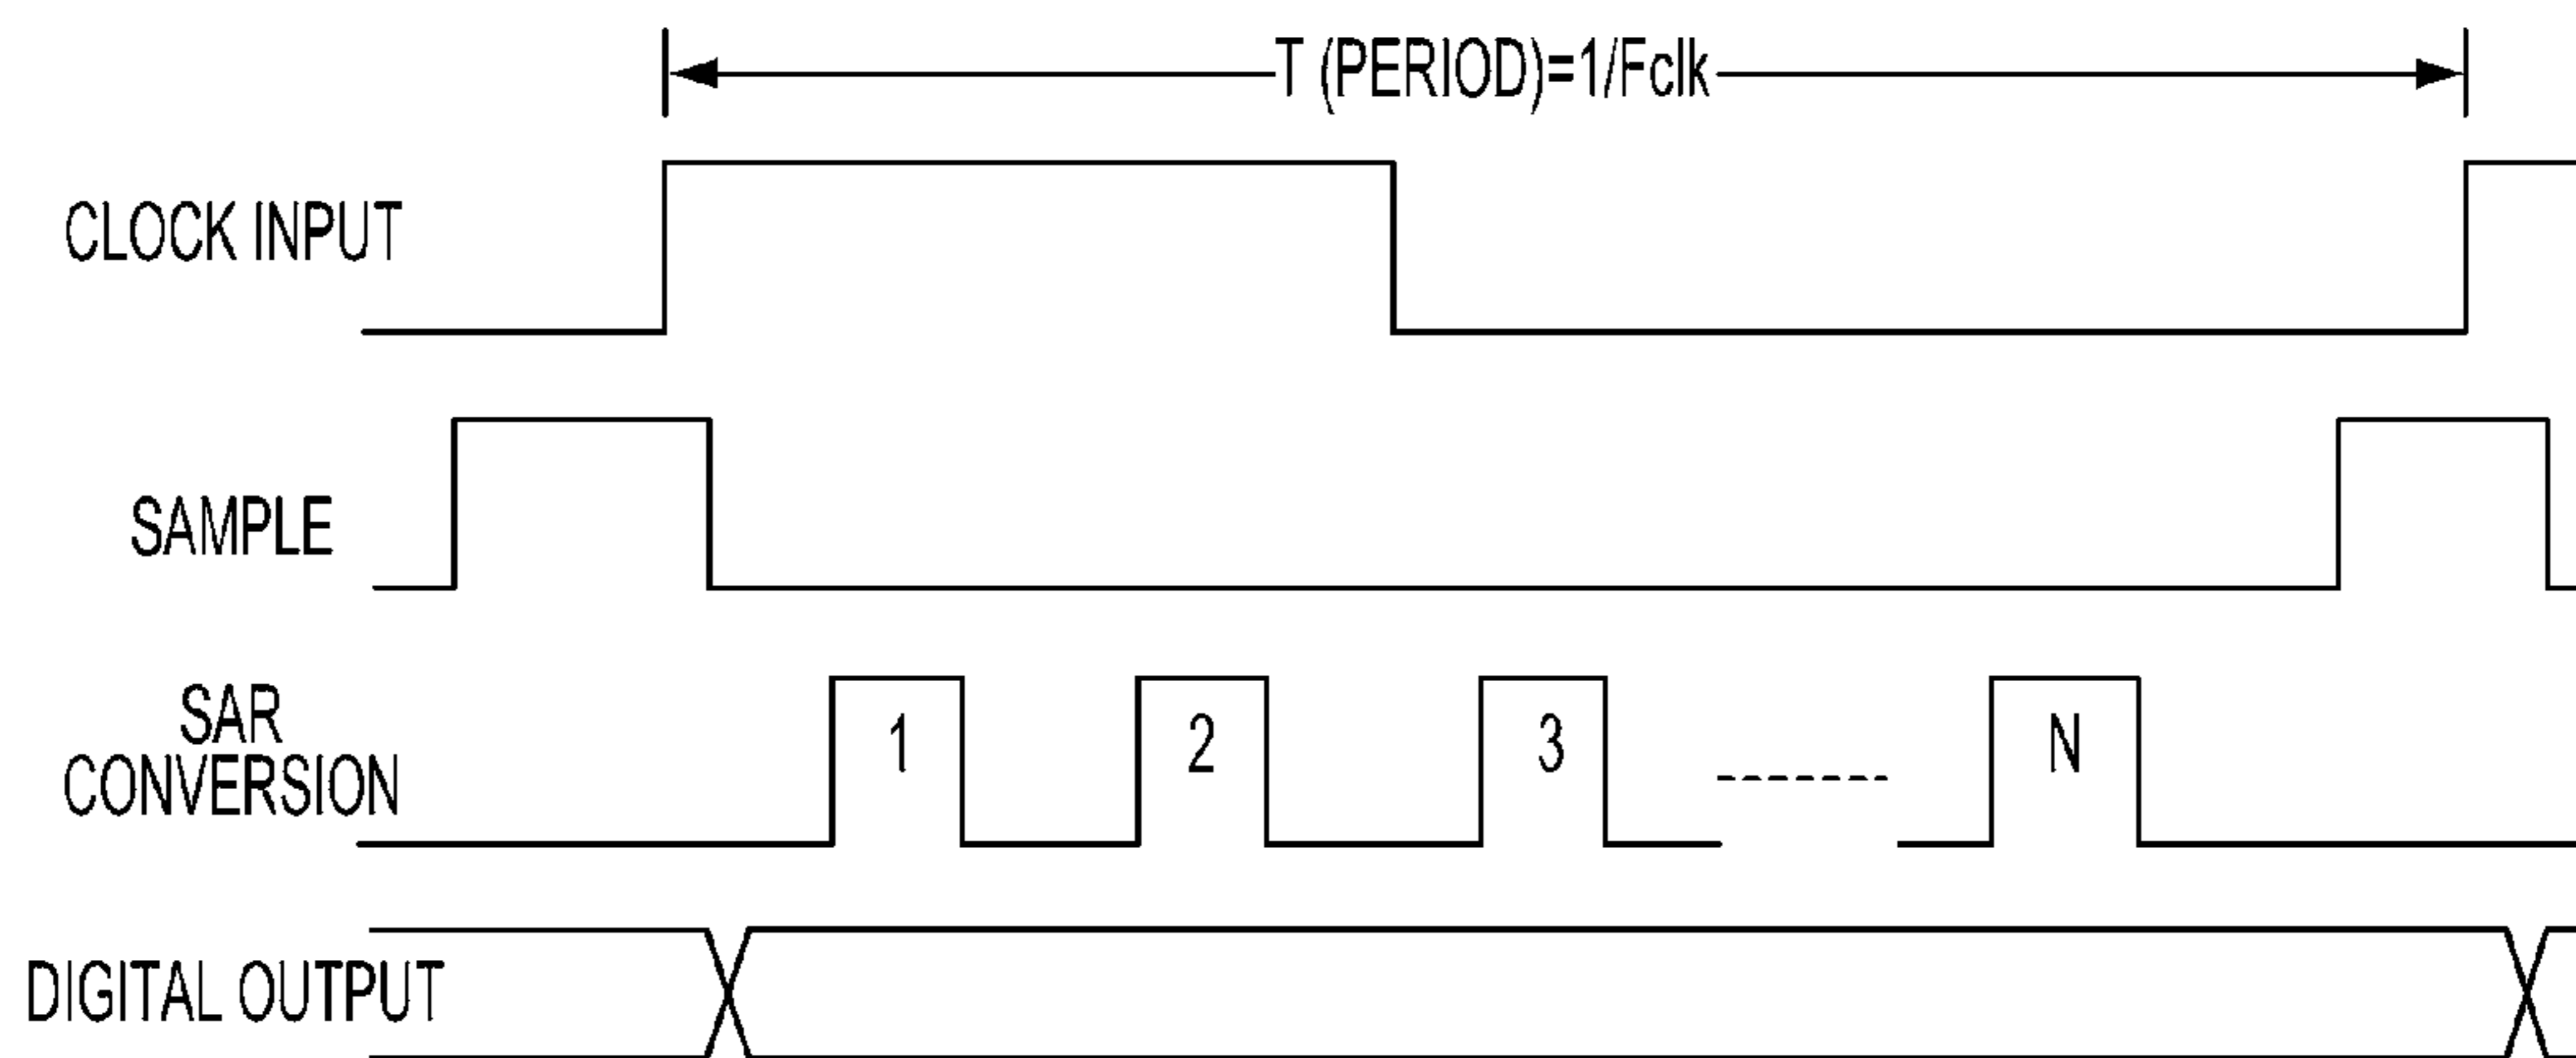 T (PERIOD)=1/Fclk
CLOCK INPUT
SAMPLE
SAR
CONVERSION
1 2 3 N
DIGITAL OUTPUT